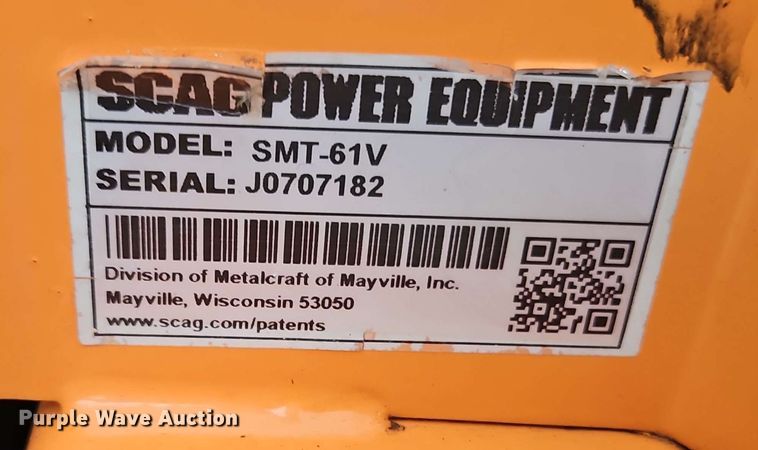 SCAG POWER EQUIPMENT
MODEL: SMT-61V
SERIAL: J0707182
Division of Metalcraft of Mayville, Inc.
Mayville, Wisconsin 53050
www.scag.com/patents
Purple Wave Auction